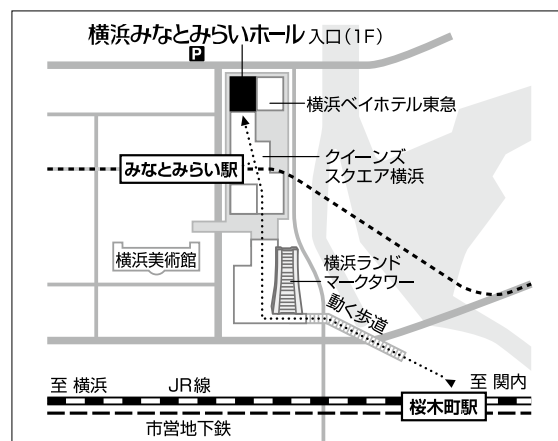 横浜みなとみらいホール 入口(1F)
P
横浜ベイホテル東急
みなとみらい駅
クイーンズ
スクエア横浜
横浜美術館
横浜ランド
マークタワー
動く歩道
至 横浜
JR線
至 関内
桜木町駅
市営地下鉄